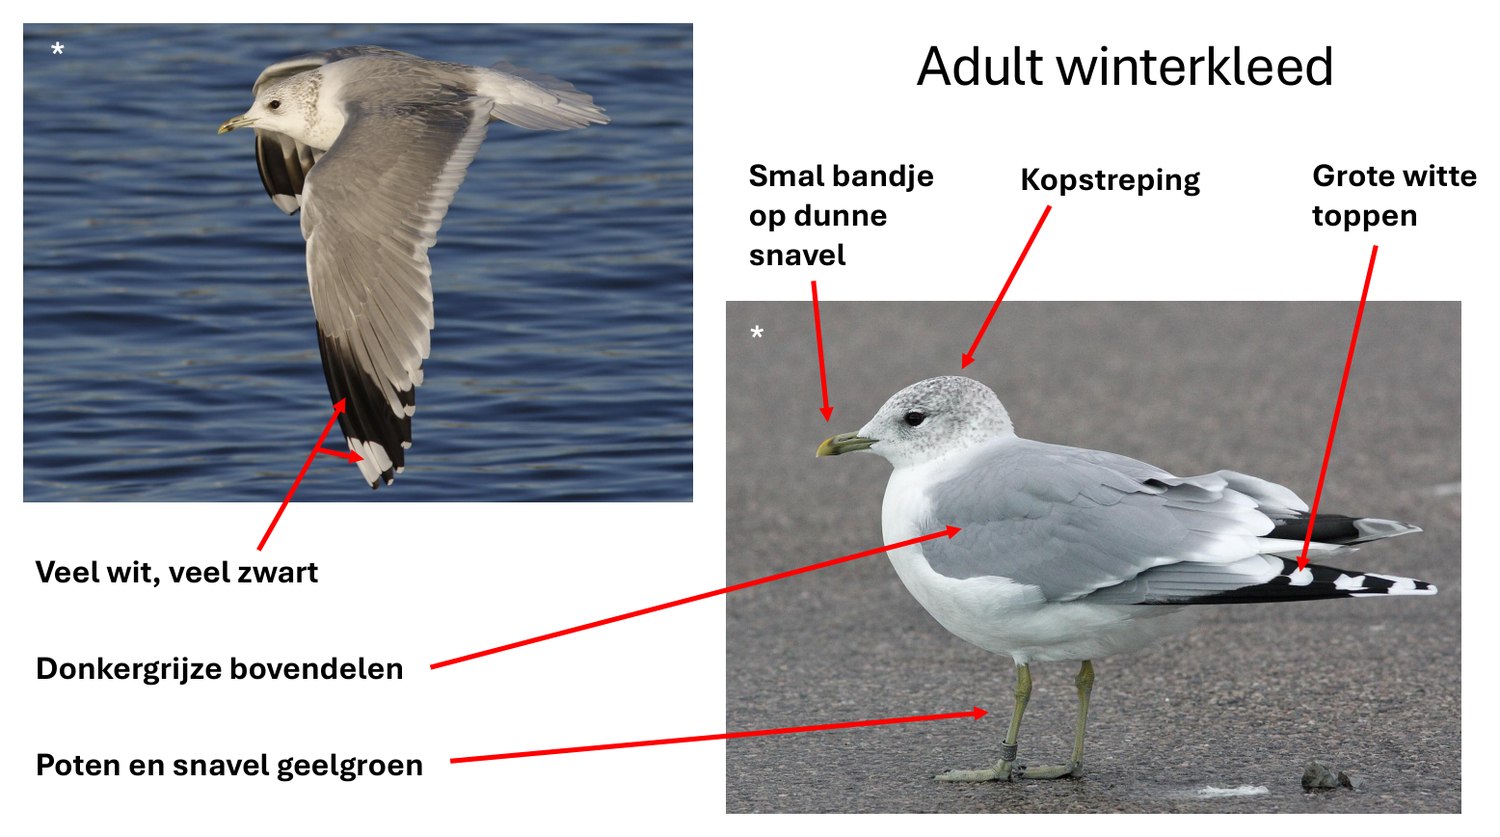 *
Adult winterkleed
Smal bandje
op dunne
snavel
Kopstreping
Grote witte
toppen
*
Veel wit, veel zwart
Donkergrijze bovendelen
Poten en snavel geelgroen